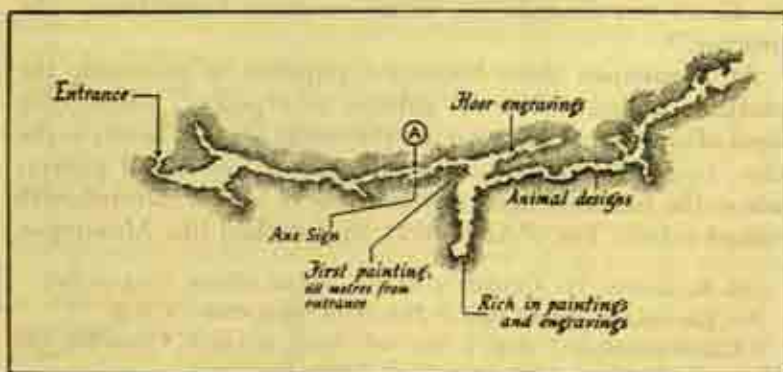 Entrance
A
Floor engravings
Axe Sign
First painting,
metres from
entrance
Animal designs
Rich in paintings
and engravings